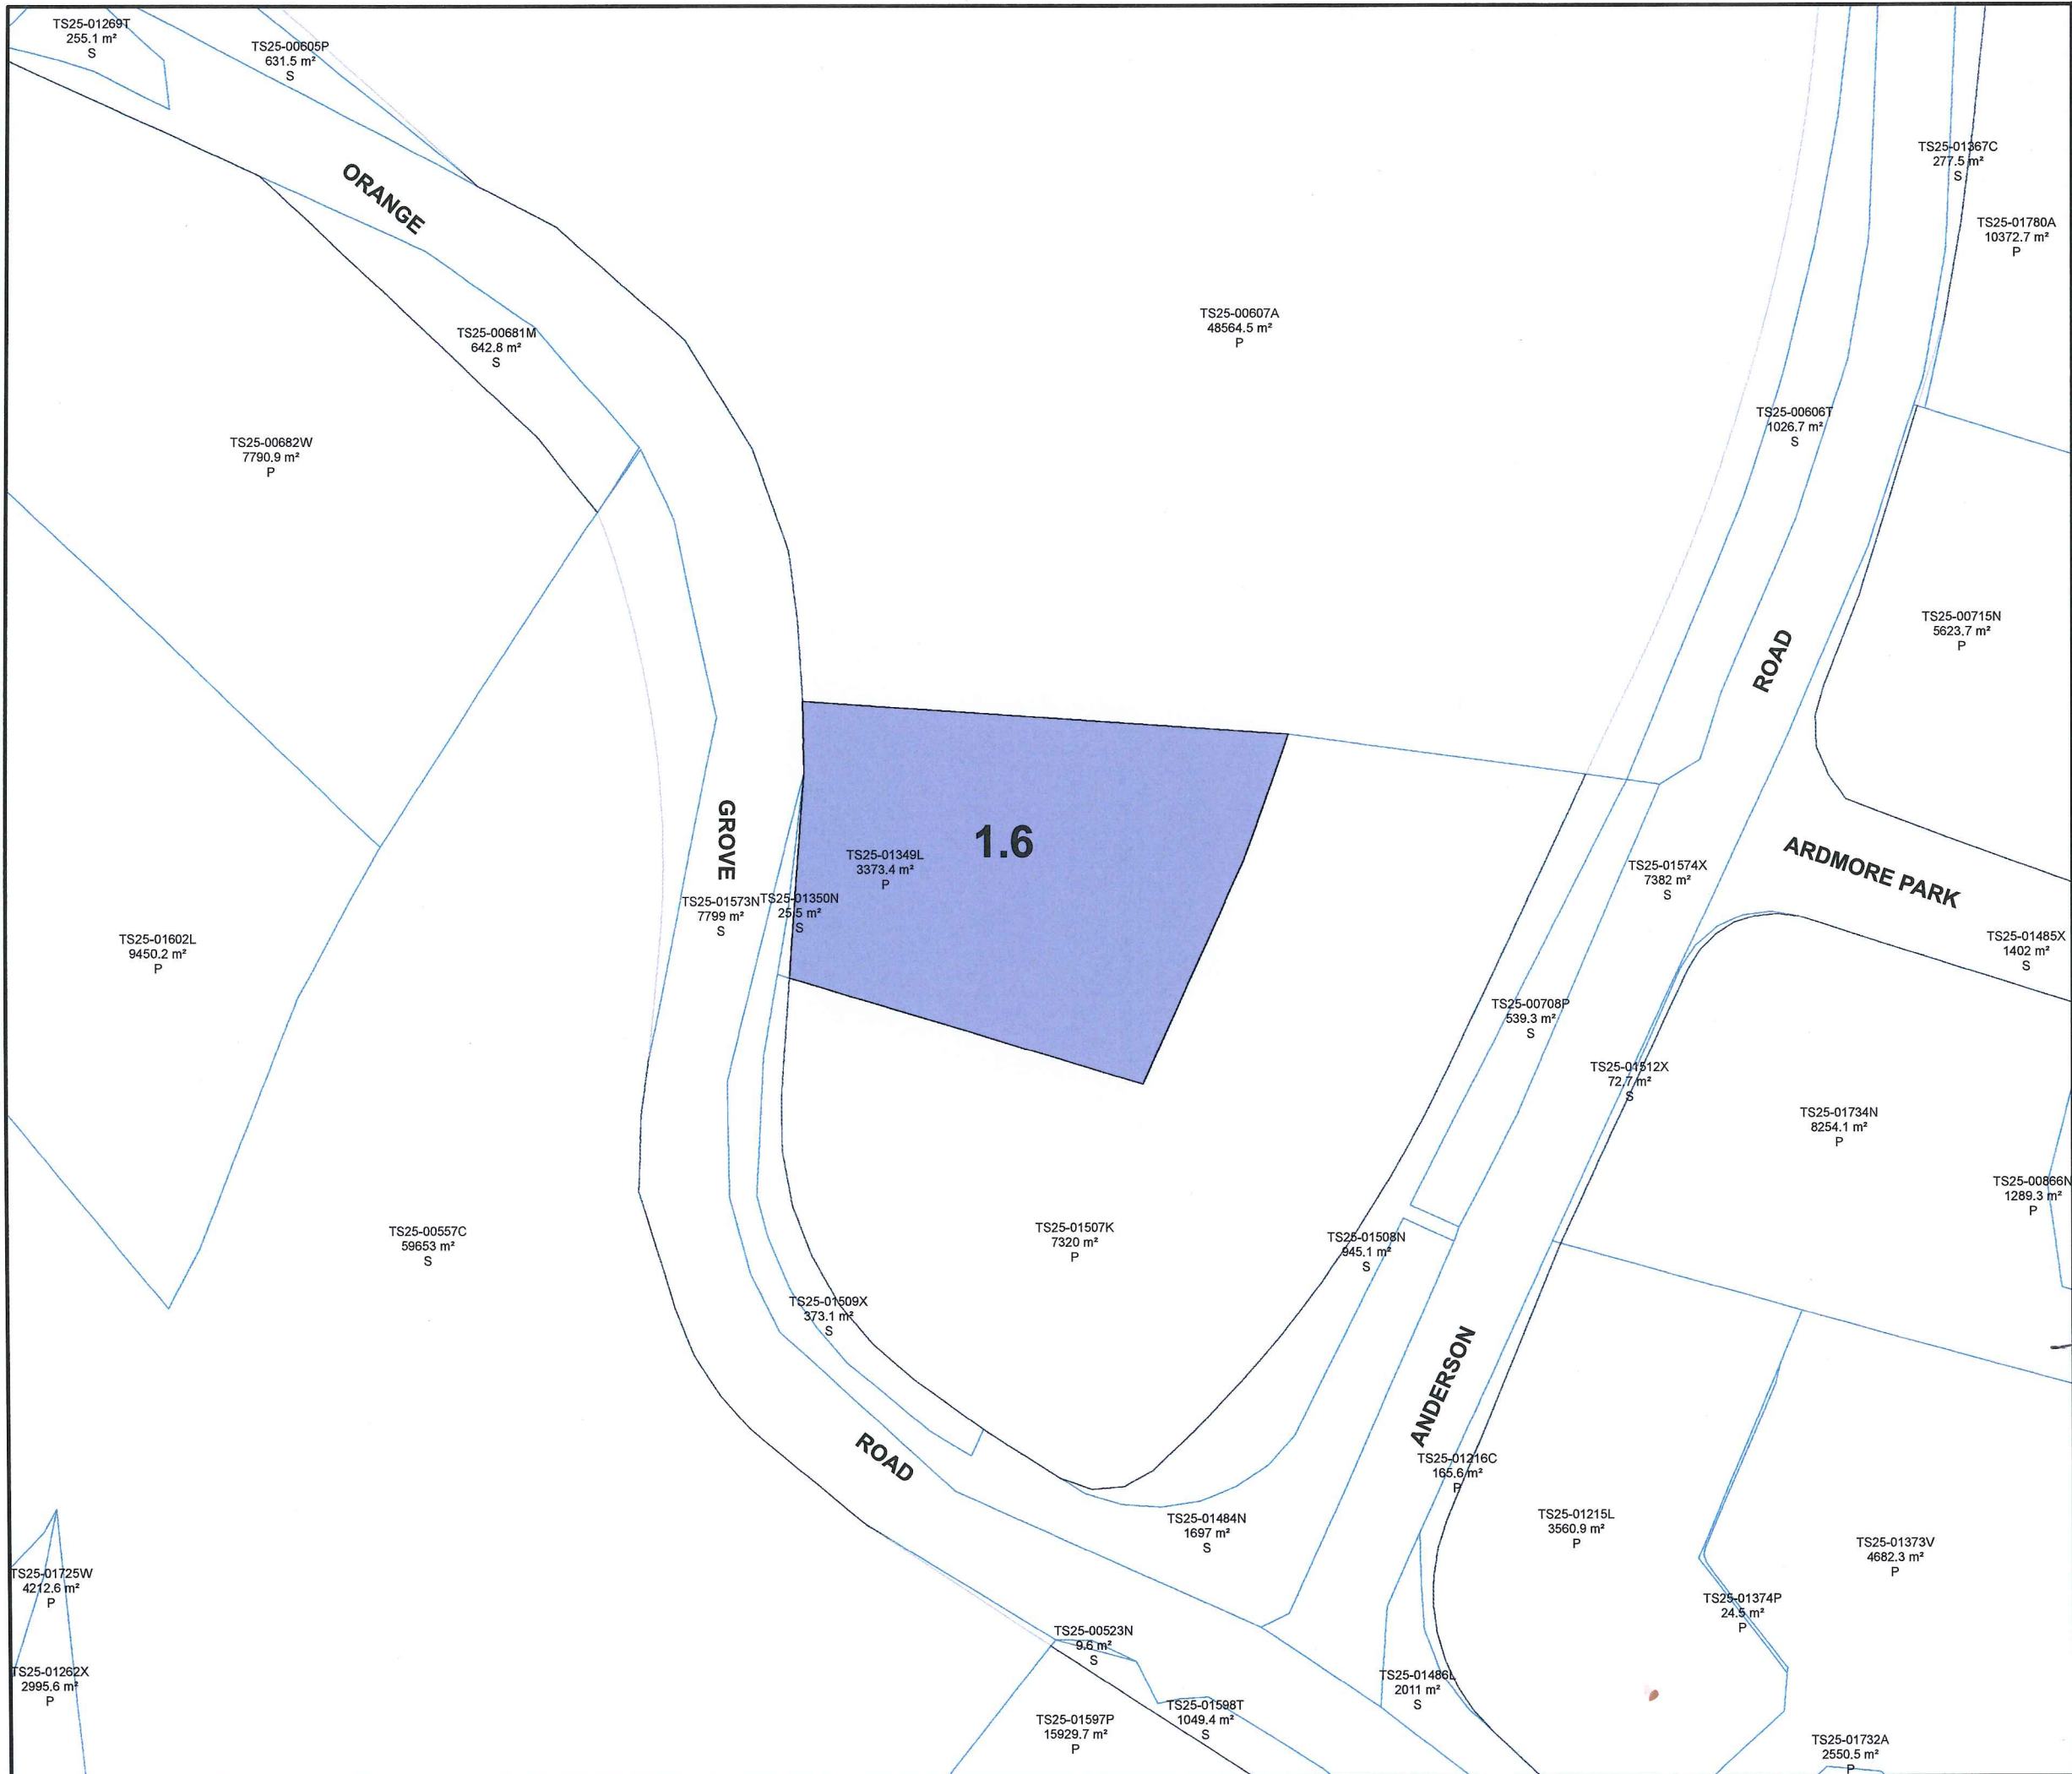 TS25-01269T
255.1 m²
S
TS25-00605P
631.5 m²
S
ORANGE
TS25-01367C
277.5 m²
S
TS25-01780A
10372.7 m²
P
TS25-00607A
48564.5 m²
P
TS25-00681M
642.8 m²
S
TS25-00606T
1026.7 m²
S
TS25-00682W
7790.9 m²
P
TS25-00715N
5623.7 m²
P
ROAD
GROVE
1.6
TS25-01349L
3373.4 m²
P
ARDMORE PARK
TS25-01574X
7382 m²
S
TS25-01573N
7799 m²
S
TS25-01350N
25.5 m²
S
TS25-01602L
9450.2 m²
P
TS25-01485X
1402 m²
S
TS25-00708P
539.3 m²
S
TS25-01512X
72.7 m²
S
TS25-01734N
8254.1 m²
P
TS25-00866N
1289.3 m²
P
TS25-00557C
59653 m²
S
TS25-01507K
7320 m²
P
TS25-01508N
945.1 m²
S
TS25-01509X
373.1 m²
S
ANDERSON
ROAD
TS25-01216C
165.6 m²
P
TS25-01484N
1697 m²
S
TS25-01215L
3560.9 m²
P
TS25-01373V
4682.3 m²
P
TS25-01725W
4212.6 m²
P
TS25-01374P
24.5 m²
P
TS25-00523N
9.6 m²
S
TS25-01262X
2995.6 m²
P
TS25-01486L
2011 m²
S
TS25-01598T
1049.4 m²
S
TS25-01597P
15929.7 m²
P
TS25-01732A
2550.5 m²
P